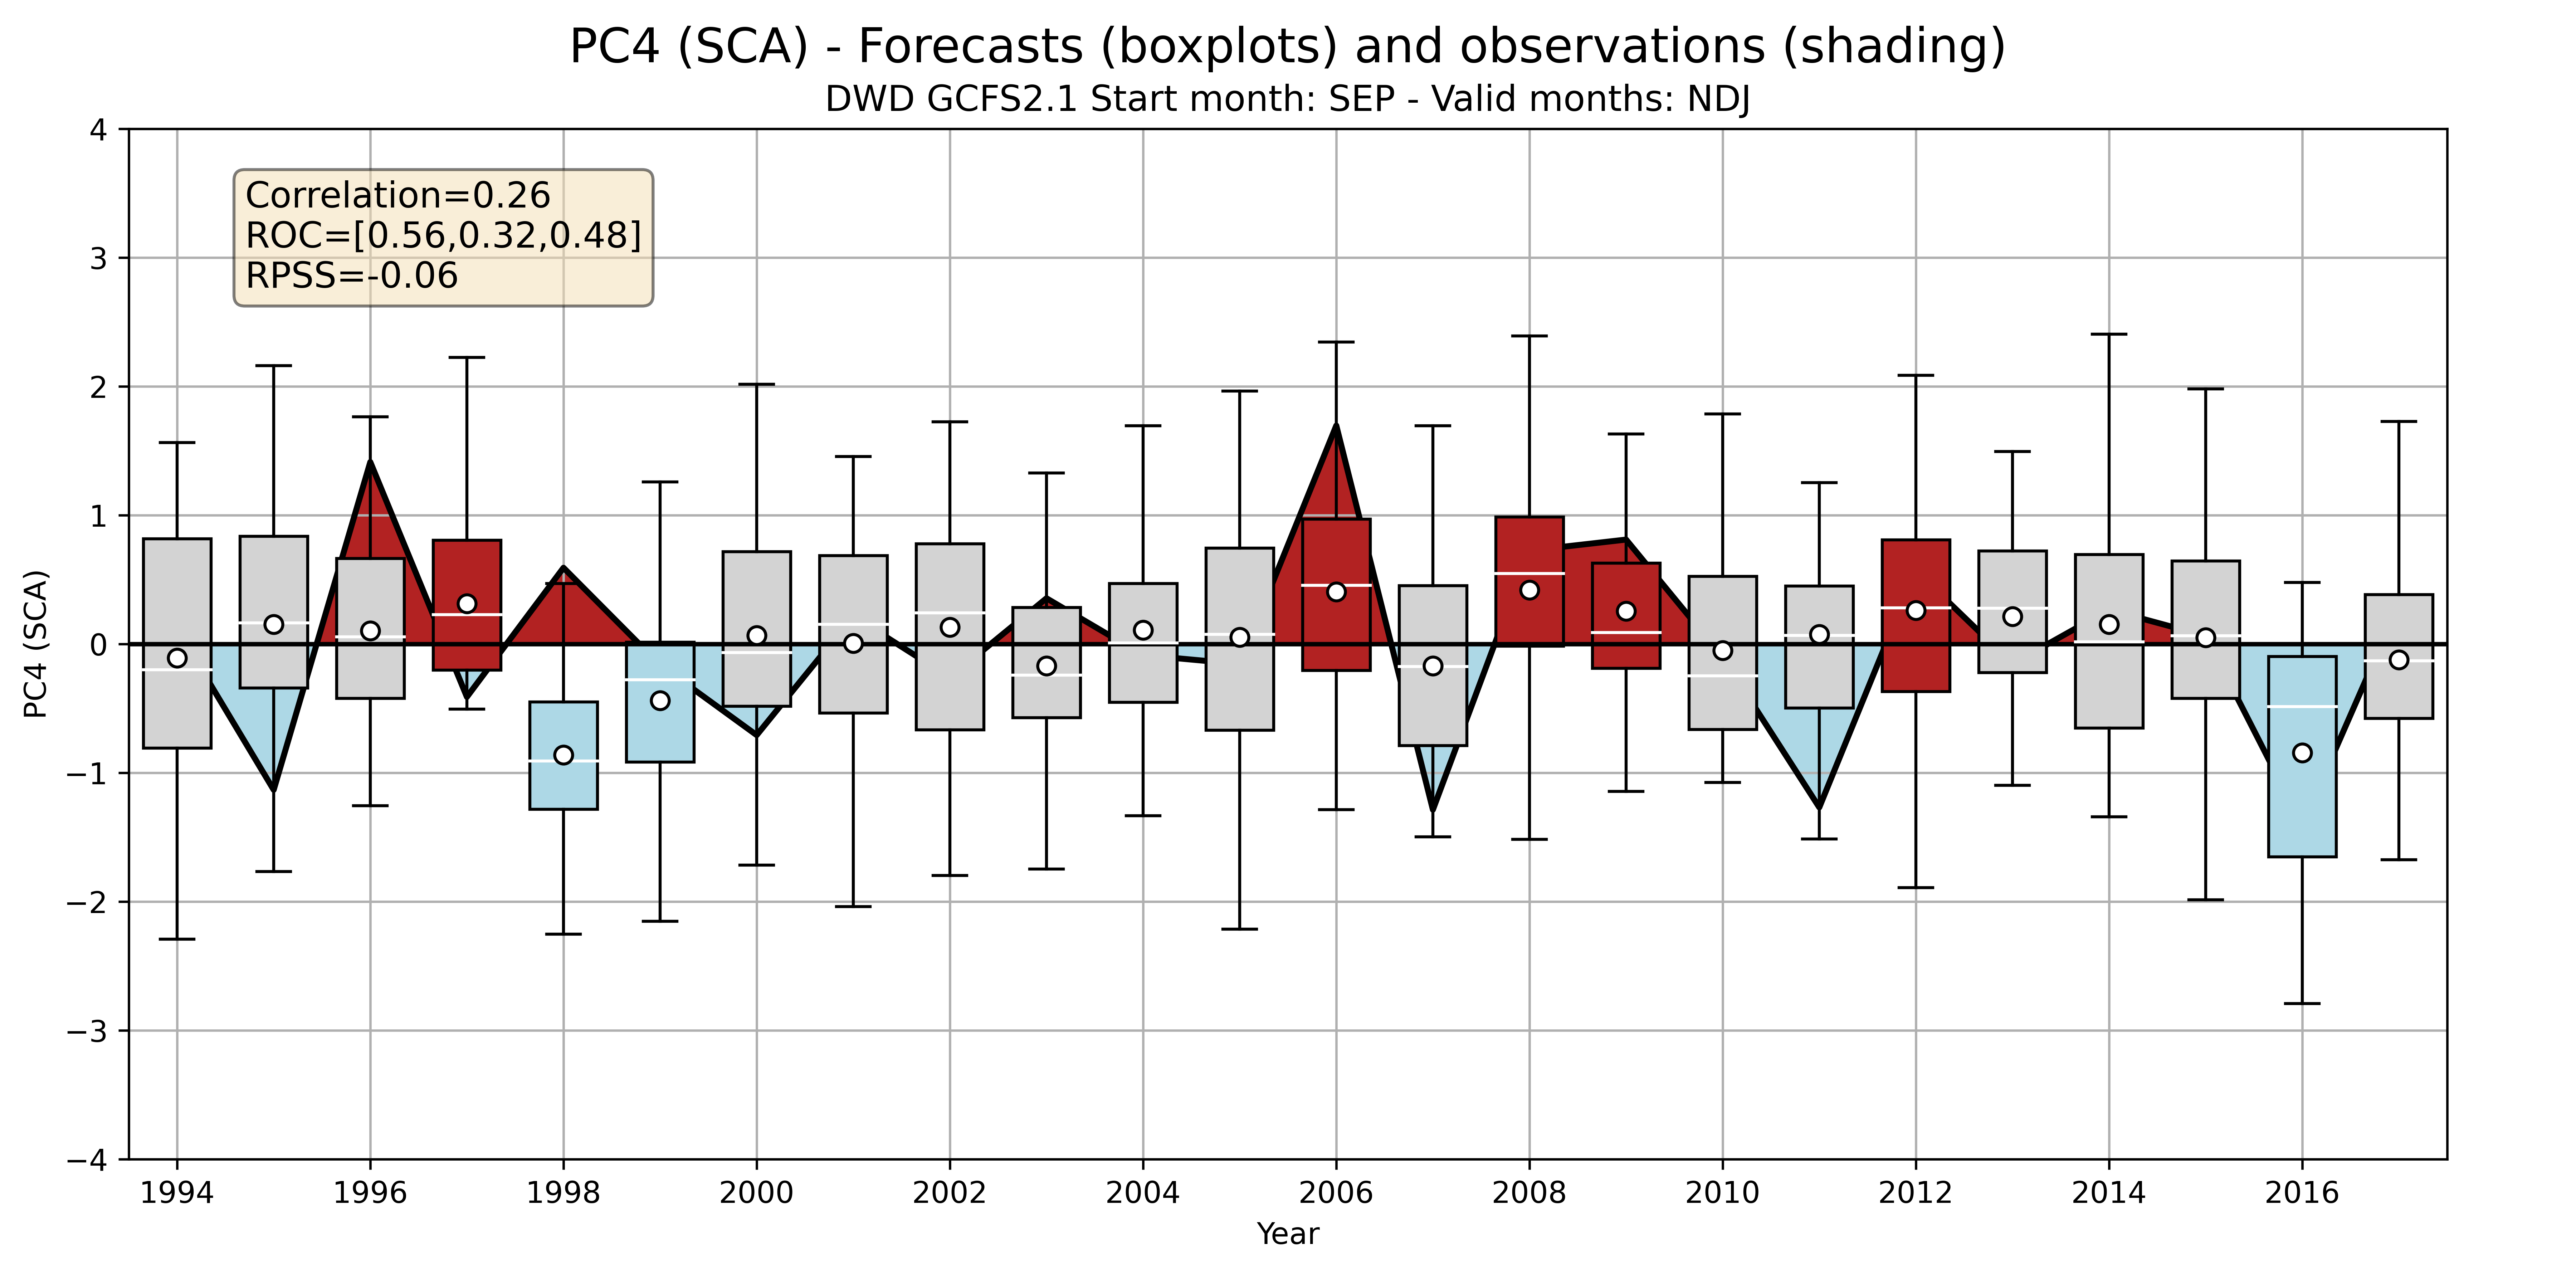 PC4 (SCA) - Forecasts (boxplots) and observations (shading)
DWD GCFS2.1 Start month: SEP - Valid months: NDJ
Correlation=0.26
ROC=[0.56,0.32,0.48]
RPSS=-0.06
PC4 (SCA)
4
3
2
1
0
−1
−2
−3
−4
1994 1996 1998 2000 2002 2004 2006 2008 2010 2012 2014 2016
Year